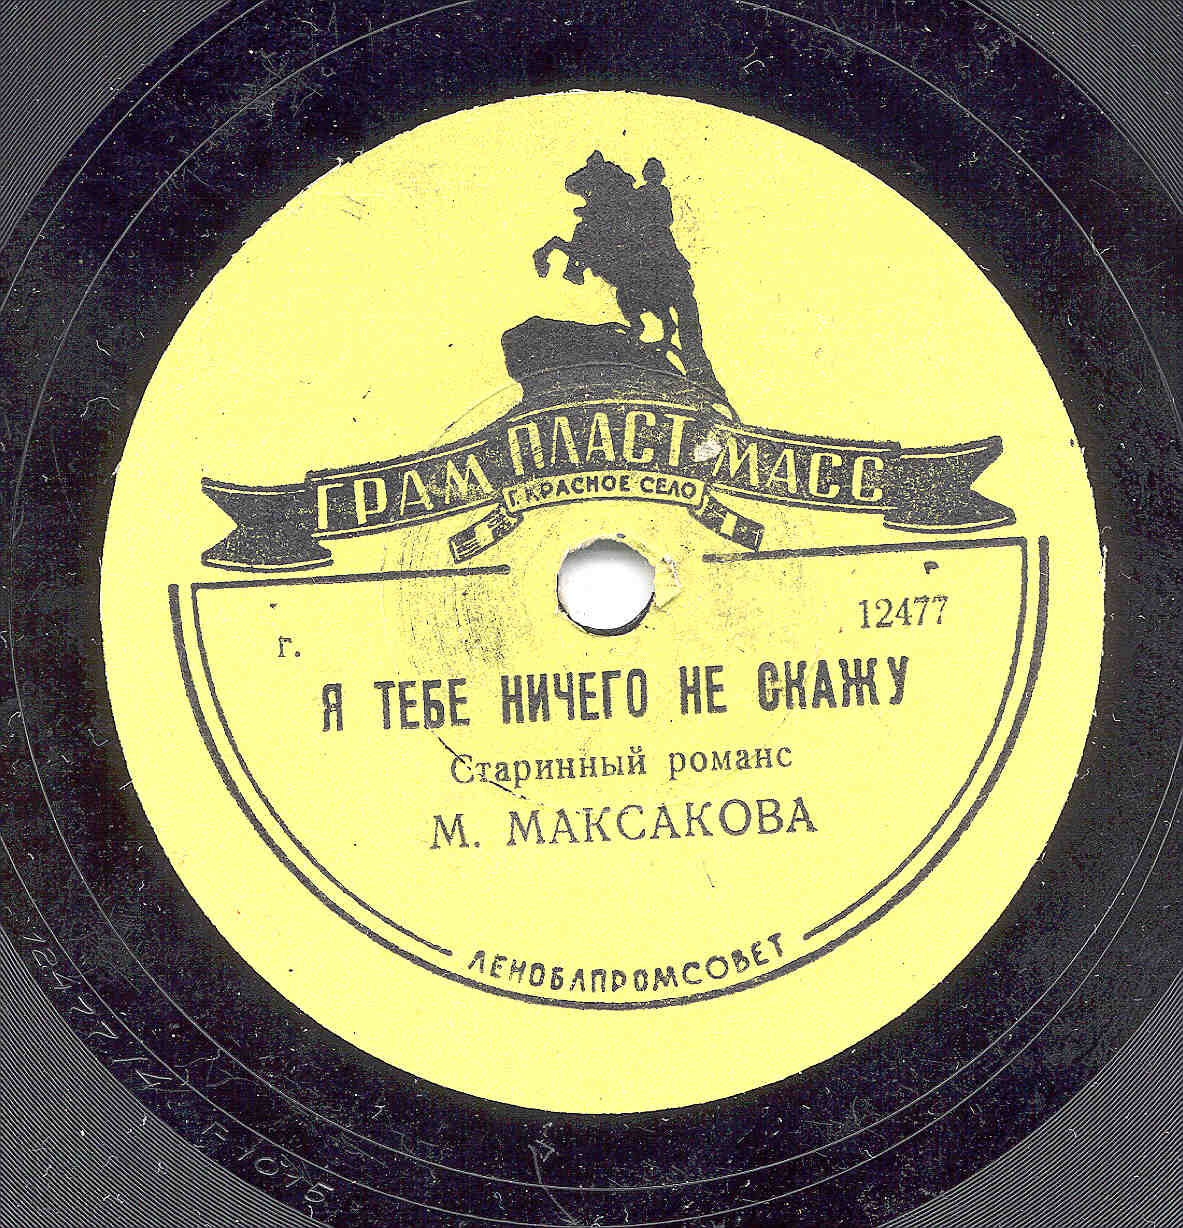 ГРАМ ПЛАСТ МАСС
Г. КРАСНОЕ СЕЛО
г. 12477
Я ТЕБЕ НИЧЕГО НЕ СКАЖУ
Старинный романс
М. МАКСАКОВА
ЛЕНОБЛПРОМСОВЕТ